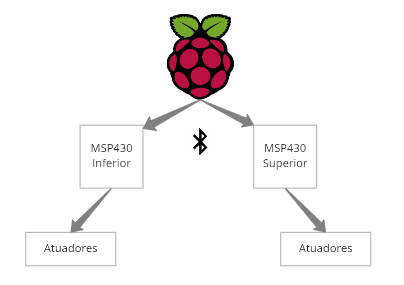 MSP430
Inferior
MSP430
Superior
Atuadores
Atuadores